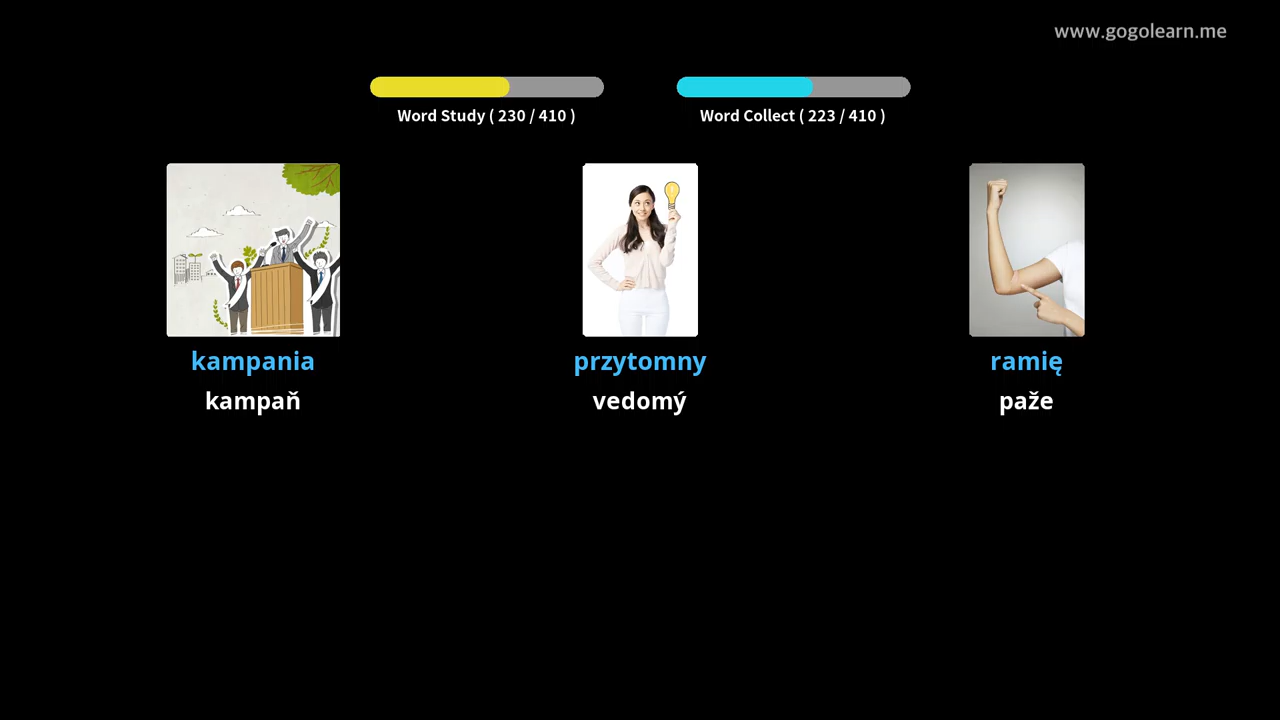 www.gogolearn.me
Word Study ( 230 / 410 )
Word Collect ( 223 / 410 )
kampania
przytomny
ramię
kampaň
vedomý
paže